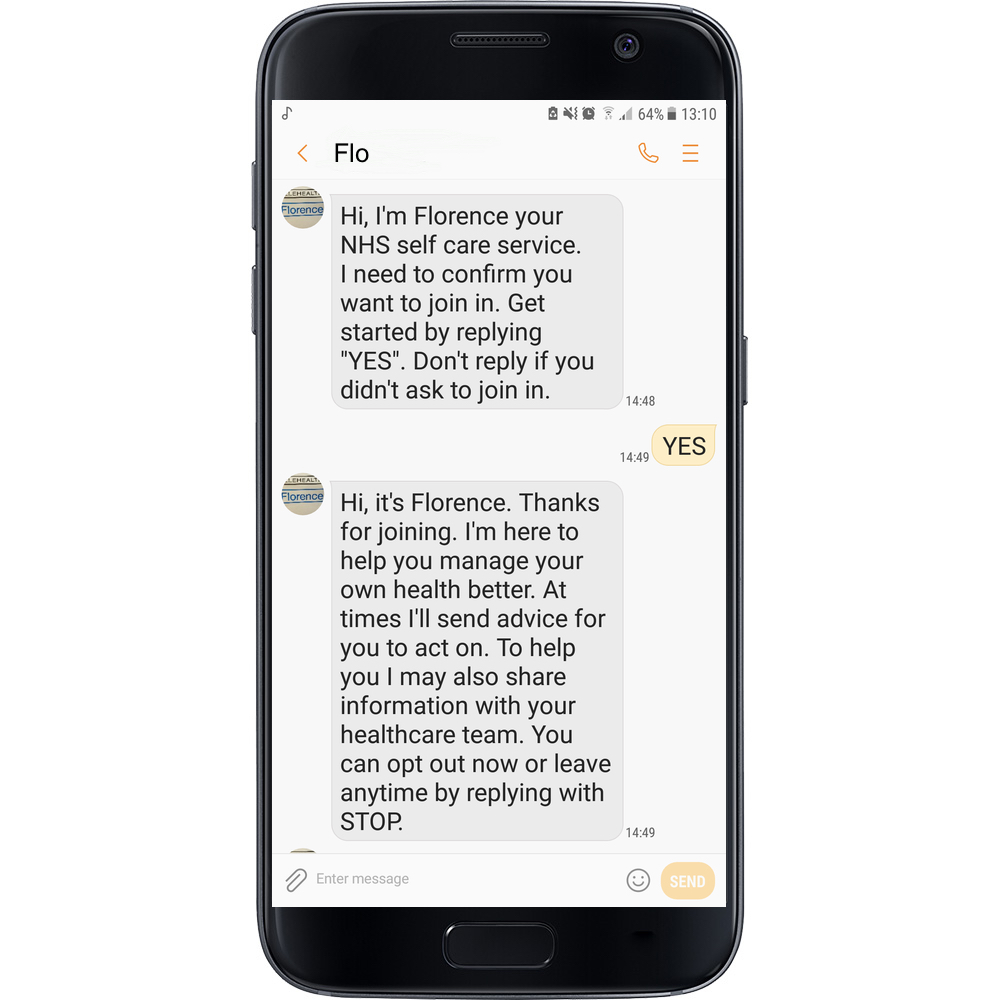 64% 13:10
Flo
LEHEALT
Florence
Hi, I'm Florence your
NHS self care service.
I need to confirm you
want to join in. Get
started by replying
"YES". Don't reply if you
didn't ask to join in.
14:48
YES
14:49
LEHEALT
Florence
Hi, it's Florence. Thanks
for joining. I'm here to
help you manage your
own health better. At
times I'll send advice for
you to act on. To help
you I may also share
information with your
healthcare team. You
can opt out now or leave
anytime by replying with
STOP.
14:49
Enter message
SEND